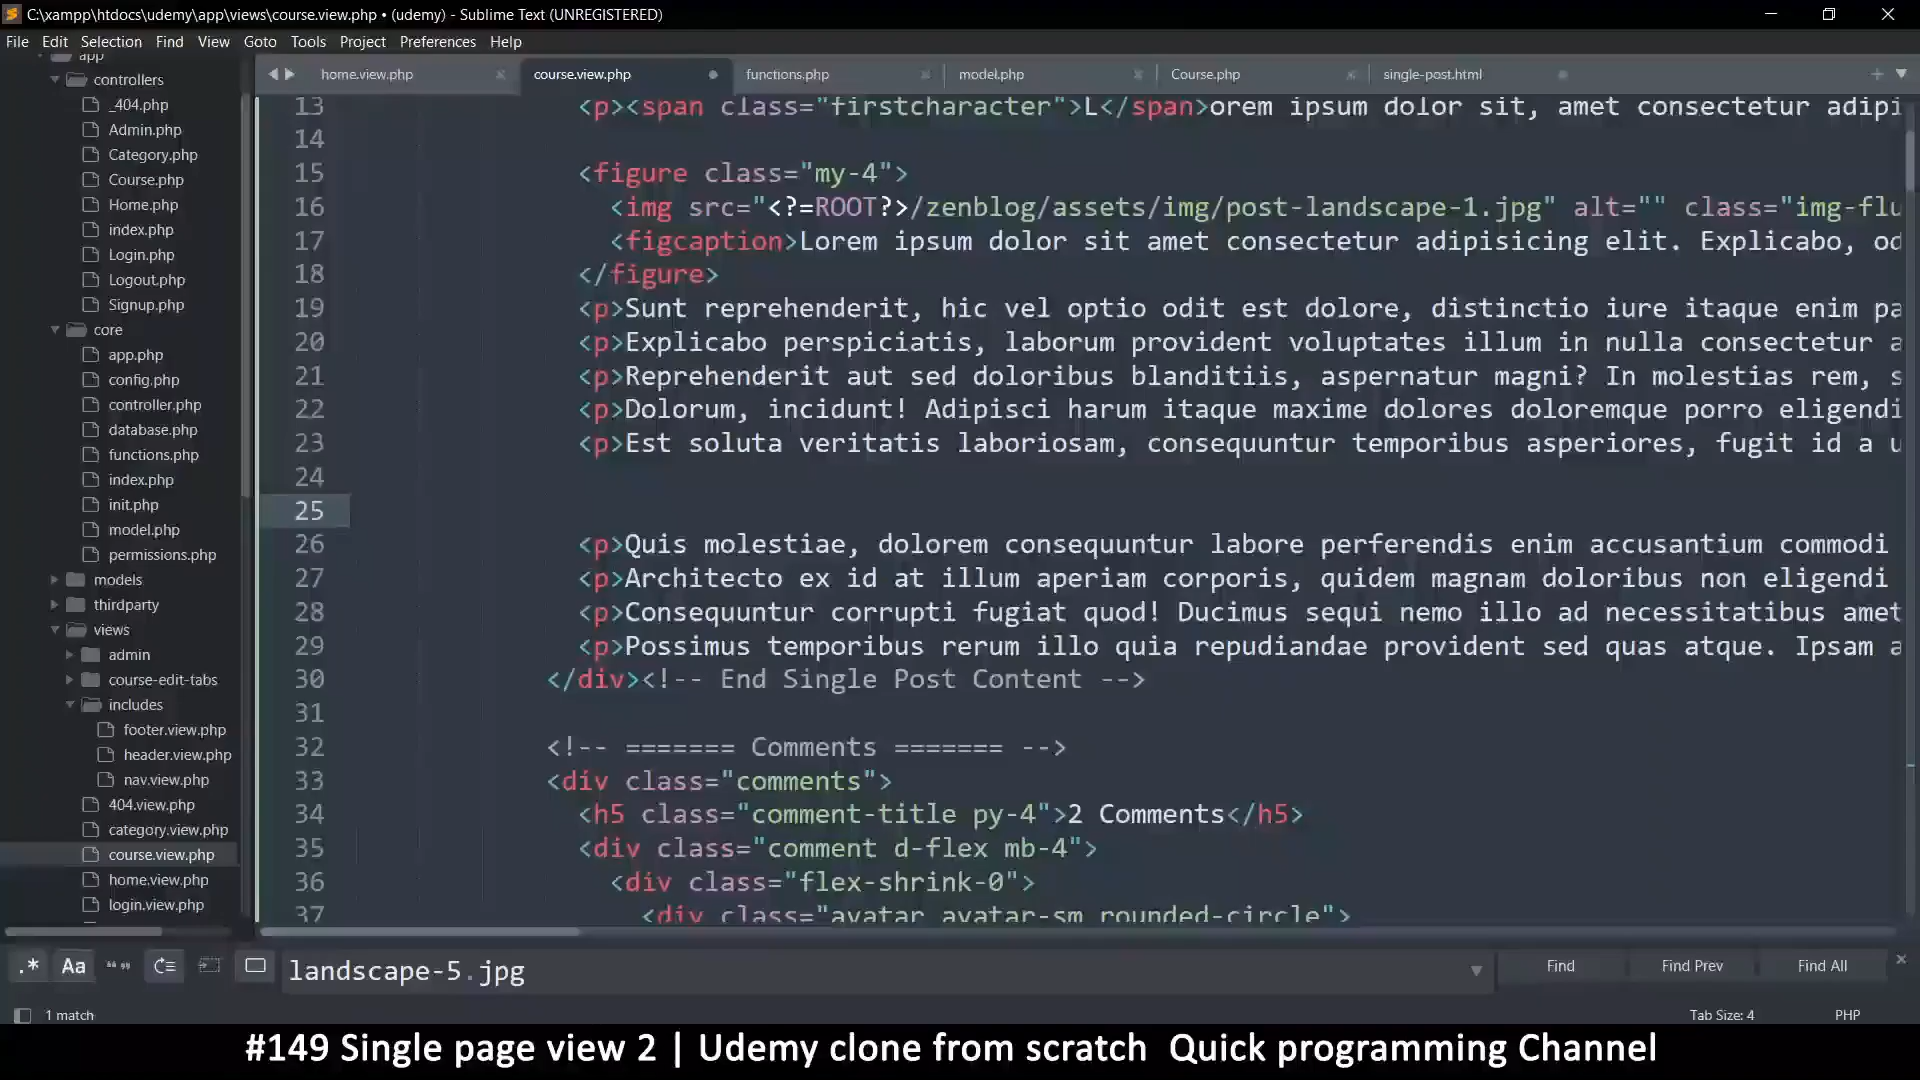 C:\xampp\htdocs\udemy\app\views\course.view.php • (udemy) - Sublime Text (UNREGISTERED)
File Edit Selection Find View Goto Tools Project Preferences Help
app
controllers
_404.php
Admin.php
Category.php
Course.php
Home.php
index.php
Login.php
Logout.php
Signup.php
core
app.php
config.php
controller.php
database.php
functions.php
index.php
init.php
model.php
permissions.php
models
thirdparty
views
admin
course-edit-tabs
includes
footer.view.php
header.view.php
nav.view.php
404.view.php
category.view.php
course.view.php
home.view.php
login.view.php
home.view.php course.view.php functions.php model.php Course.php single-post.html
13 <p><span class="firstcharacter">L</span>orem ipsum dolor sit, amet consectetur adipi
14
15 <figure class="my-4">
16 <img src="<?=ROOT?>/zenblog/assets/img/post-landscape-1.jpg" alt="" class="img-flu
17 <figcaption>Lorem ipsum dolor sit amet consectetur adipisicing elit. Explicabo, od
18 </figure>
19 <p>Sunt reprehenderit, hic vel optio odit est dolore, distinctio iure itaque enim pa
20 <p>Explicabo perspiciatis, laborum provident voluptates illum in nulla consectetur a
21 <p>Reprehenderit aut sed doloribus blanditiis, aspernatur magni? In molestias rem, s
22 <p>Dolorum, incidunt! Adipisci harum itaque maxime dolores doloremque porro eligendi
23 <p>Est soluta veritatis laboriosam, consequuntur temporibus asperiores, fugit id a u
24
25
26 <p>Quis molestiae, dolorem consequuntur labore perferendis enim accusantium commodi
27 <p>Architecto ex id at illum aperiam corporis, quidem magnam doloribus non eligendi
28 <p>Consequuntur corrupti fugiat quod! Ducimus sequi nemo illo ad necessitatibus amet
29 <p>Possimus temporibus rerum illo quia repudiandae provident sed quas atque. Ipsam a
30 </div><!-- End Single Post Content -->
31
32 <!-- ======= Comments ======= -->
33 <div class="comments">
34 <h5 class="comment-title py-4">2 Comments</h5>
35 <div class="comment d-flex mb-4">
36 <div class="flex-shrink-0">
37 <div class="avatar avatar-sm rounded-circle">
.* Aa “” landscape-5.jpg Find Find Prev Find All
1 match Tab Size: 4 PHP
#149 Single page view 2 | Udemy clone from scratch Quick programming Channel